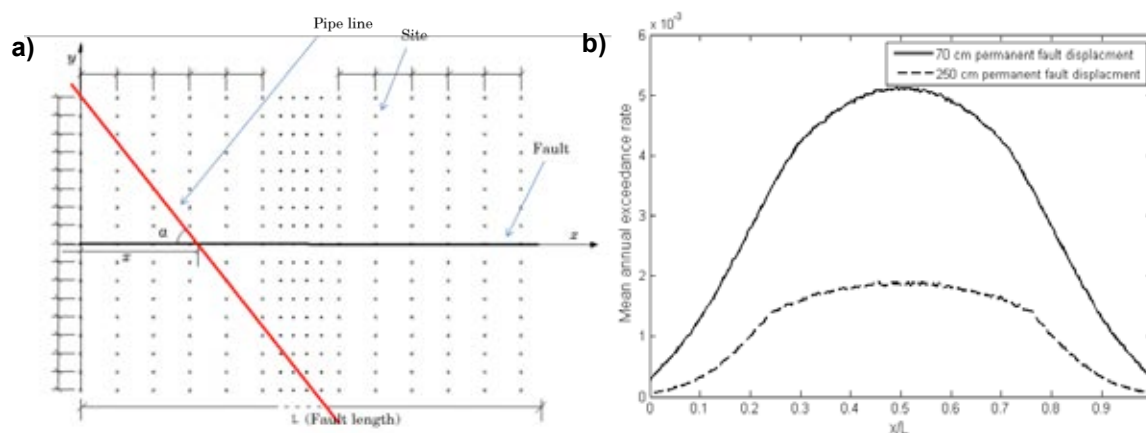 a)
Pipe line
Site
y
Fault
α
x
L (Fault length)
b)
×10⁻³
70 cm permanent fault displacment
250 cm permanent fault displacment
Mean annual exceedance rate
6
5
4
3
2
1
0
0 0.1 0.2 0.3 0.4 0.5 0.6 0.7 0.8 0.9
x/L